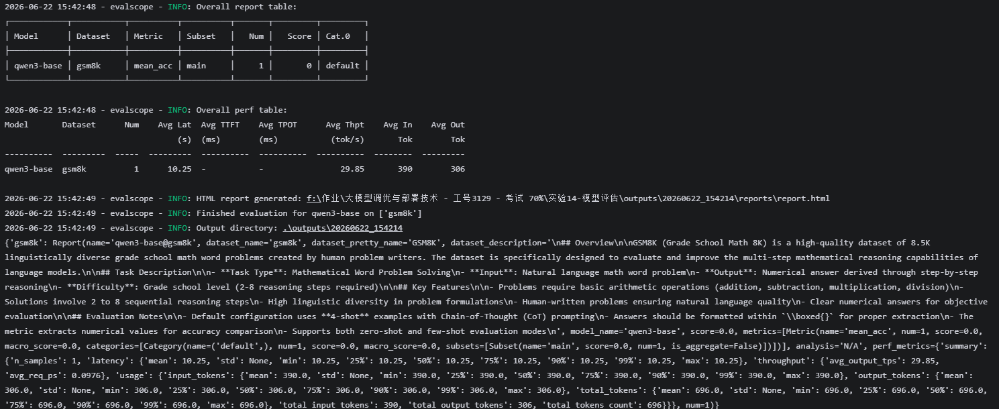 2026-06-22 15:42:48 - evalscope - INFO: Overall report table:
| Model | Dataset | Metric | Subset | Num | Score | Cat.0 |
| qwen3-base | gsm8k | mean_acc | main | 1 | 0 | default |
2026-06-22 15:42:48 - evalscope - INFO: Overall perf table:
Model Dataset Num Avg Lat Avg TTFT Avg TPOT Avg Thpt Avg In Avg Out
(s) (ms) (ms) (tok/s) Tok Tok
---------- --------- ----- --------- ---------- ---------- ---------- -------- ---------
qwen3-base gsm8k 1 10.25 - - 29.85 390 306
2026-06-22 15:42:49 - evalscope - INFO: HTML report generated: f:\作业\大模型调优与部署技术 - 工号3129 - 考试 70%\实验14-模型评估\outputs\20260622_154214\reports\report.html
2026-06-22 15:42:49 - evalscope - INFO: Finished evaluation for qwen3-base on ['gsm8k']
2026-06-22 15:42:49 - evalscope - INFO: Output directory: .\outputs\20260622_154214
{'gsm8k': Report(name='qwen3-base@gsm8k', dataset_name='gsm8k', dataset_pretty_name='GSM8K', dataset_description='\n## Overview\n\nGSM8K (Grade School Math 8K) is a high-quality dataset of 8.5K
linguistically diverse grade school math word problems created by human problem writers. The dataset is specifically designed to evaluate and improve the multi-step mathematical reasoning capabilities of
language models.\n\n## Task Description\n\n- **Task Type**: Mathematical Word Problem Solving\n- **Input**: Natural language math word problem\n- **Output**: Numerical answer derived through step-by-step
reasoning\n- **Difficulty**: Grade school level (2-8 reasoning steps required)\n\n## Key Features\n\n- Problems require basic arithmetic operations (addition, subtraction, multiplication, division)\n-
Solutions involve 2 to 8 sequential reasoning steps\n- High linguistic diversity in problem formulations\n- Human-written problems ensuring natural language quality\n- Clear numerical answers for objective
evaluation\n\n## Evaluation Notes\n\n- Default configuration uses **4-shot** examples with Chain-of-Thought (CoT) prompting\n- Answers should be formatted within `\\boxed{}` for proper extraction\n- The
metric extracts numerical values for accuracy comparison\n- Supports both zero-shot and few-shot evaluation modes\n', model_name='qwen3-base', score=0.0, metrics=[Metric(name='mean_acc', num=1, score=0.0,
macro_score=0.0, categories=[Category(name=('default',), num=1, score=0.0, macro_score=0.0, subsets=[Subset(name='main', score=0.0, num=1, is_aggregate=False)])])], analysis='N/A', perf_metrics={'summary':
{'n_samples': 1, 'latency': {'mean': 10.25, 'std': None, 'min': 10.25, '25%': 10.25, '50%': 10.25, '75%': 10.25, '90%': 10.25, '99%': 10.25, 'max': 10.25}, 'throughput': {'avg_output_tps': 29.85,
'avg_req_ps': 0.0976}, 'usage': {'input_tokens': {'mean': 390.0, 'std': None, 'min': 390.0, '25%': 390.0, '50%': 390.0, '75%': 390.0, '90%': 390.0, '99%': 390.0, 'max': 390.0}, 'output_tokens': {'mean':
306.0, 'std': None, 'min': 306.0, '25%': 306.0, '50%': 306.0, '75%': 306.0, '90%': 306.0, '99%': 306.0, 'max': 306.0}, 'total_tokens': {'mean': 696.0, 'std': None, 'min': 696.0, '25%': 696.0, '50%': 696.0,
'75%': 696.0, '90%': 696.0, '99%': 696.0, 'max': 696.0}, 'total_input_tokens': 390, 'total_output_tokens': 306, 'total_tokens_count': 696}}}, num=1)}